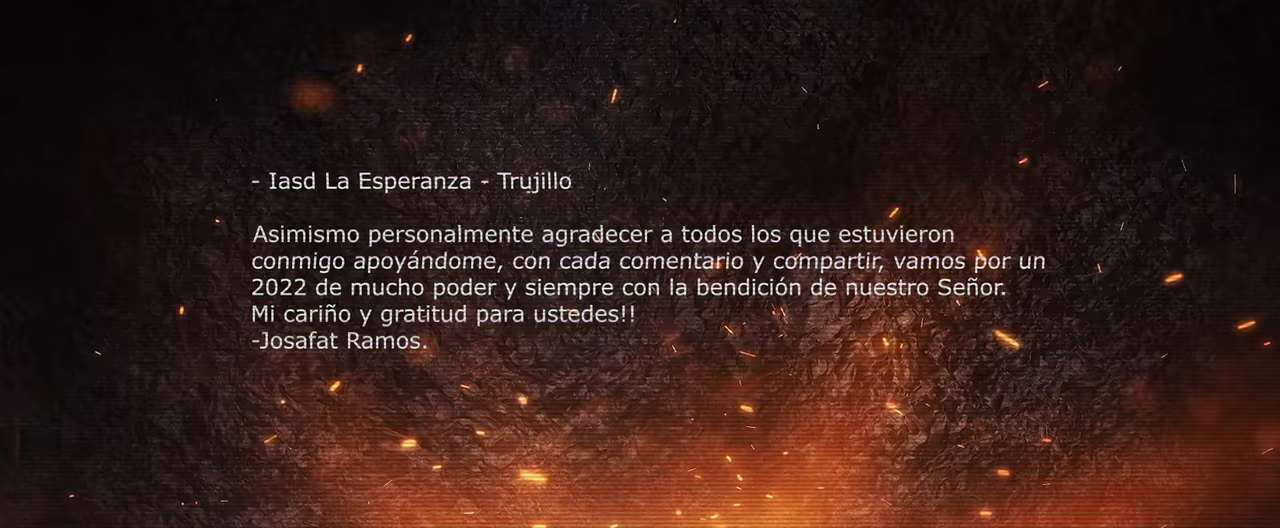 - Iasd La Esperanza - Trujillo
Asimismo personalmente agradecer a todos los que estuvieron
conmigo apoyándome, con cada comentario y compartir, vamos por un
2022 de mucho poder y siempre con la bendición de nuestro Señor.
Mi cariño y gratitud para ustedes!!
-Josafat Ramos.